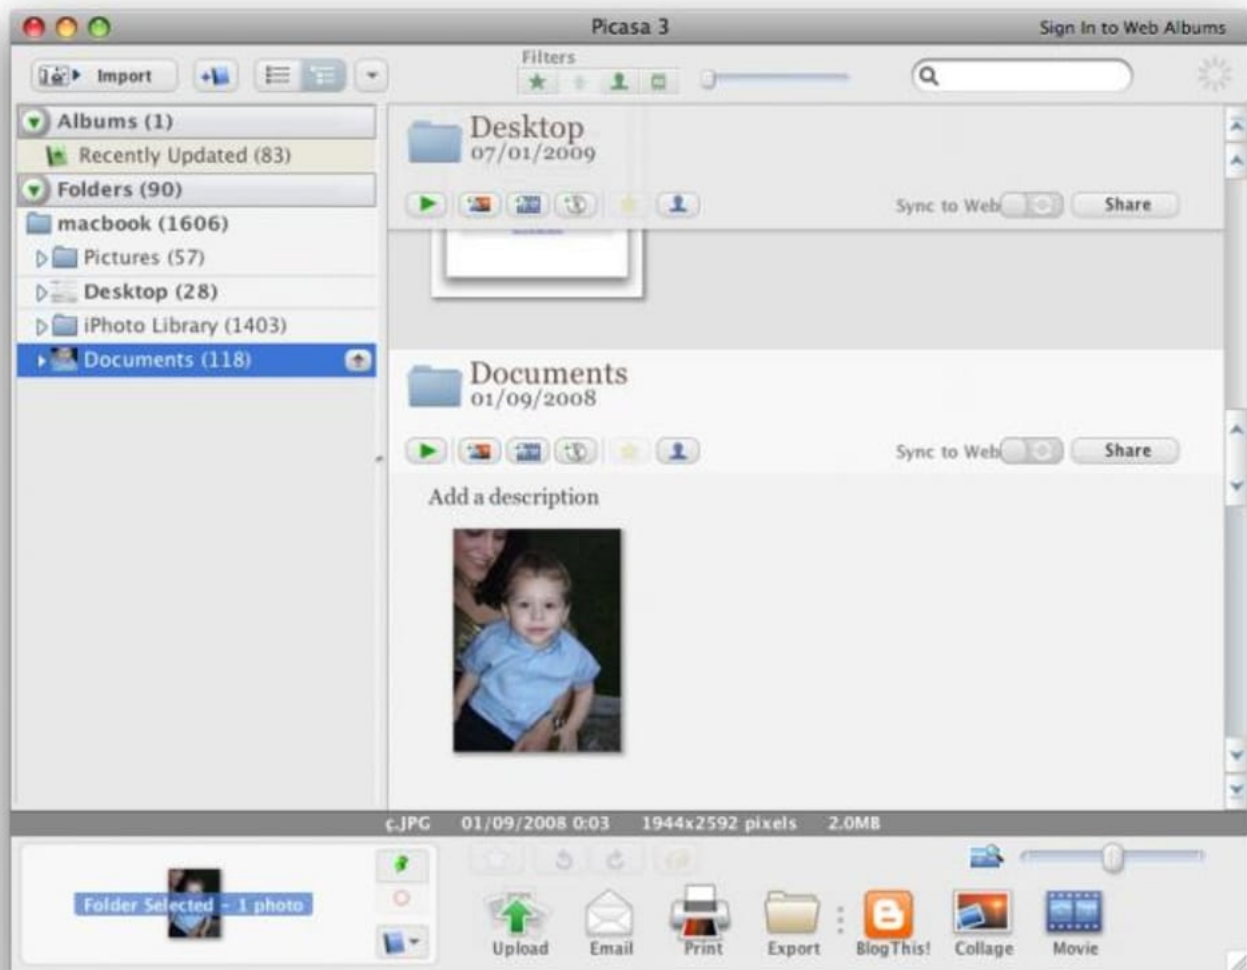 Picasa 3
Sign In to Web Albums
Import
Filters
Albums (1)
Recently Updated (83)
Folders (90)
macbook (1606)
Pictures (57)
Desktop (28)
iPhoto Library (1403)
Documents (118)
Desktop
07/01/2009
Sync to Web
Share
Documents
01/09/2008
Sync to Web
Share
Add a description
ç.JPG 01/09/2008 0:03 1944x2592 pixels 2.0MB
Folder Selected - 1 photo
Upload
Email
Print
Export
BlogThis!
Collage
Movie